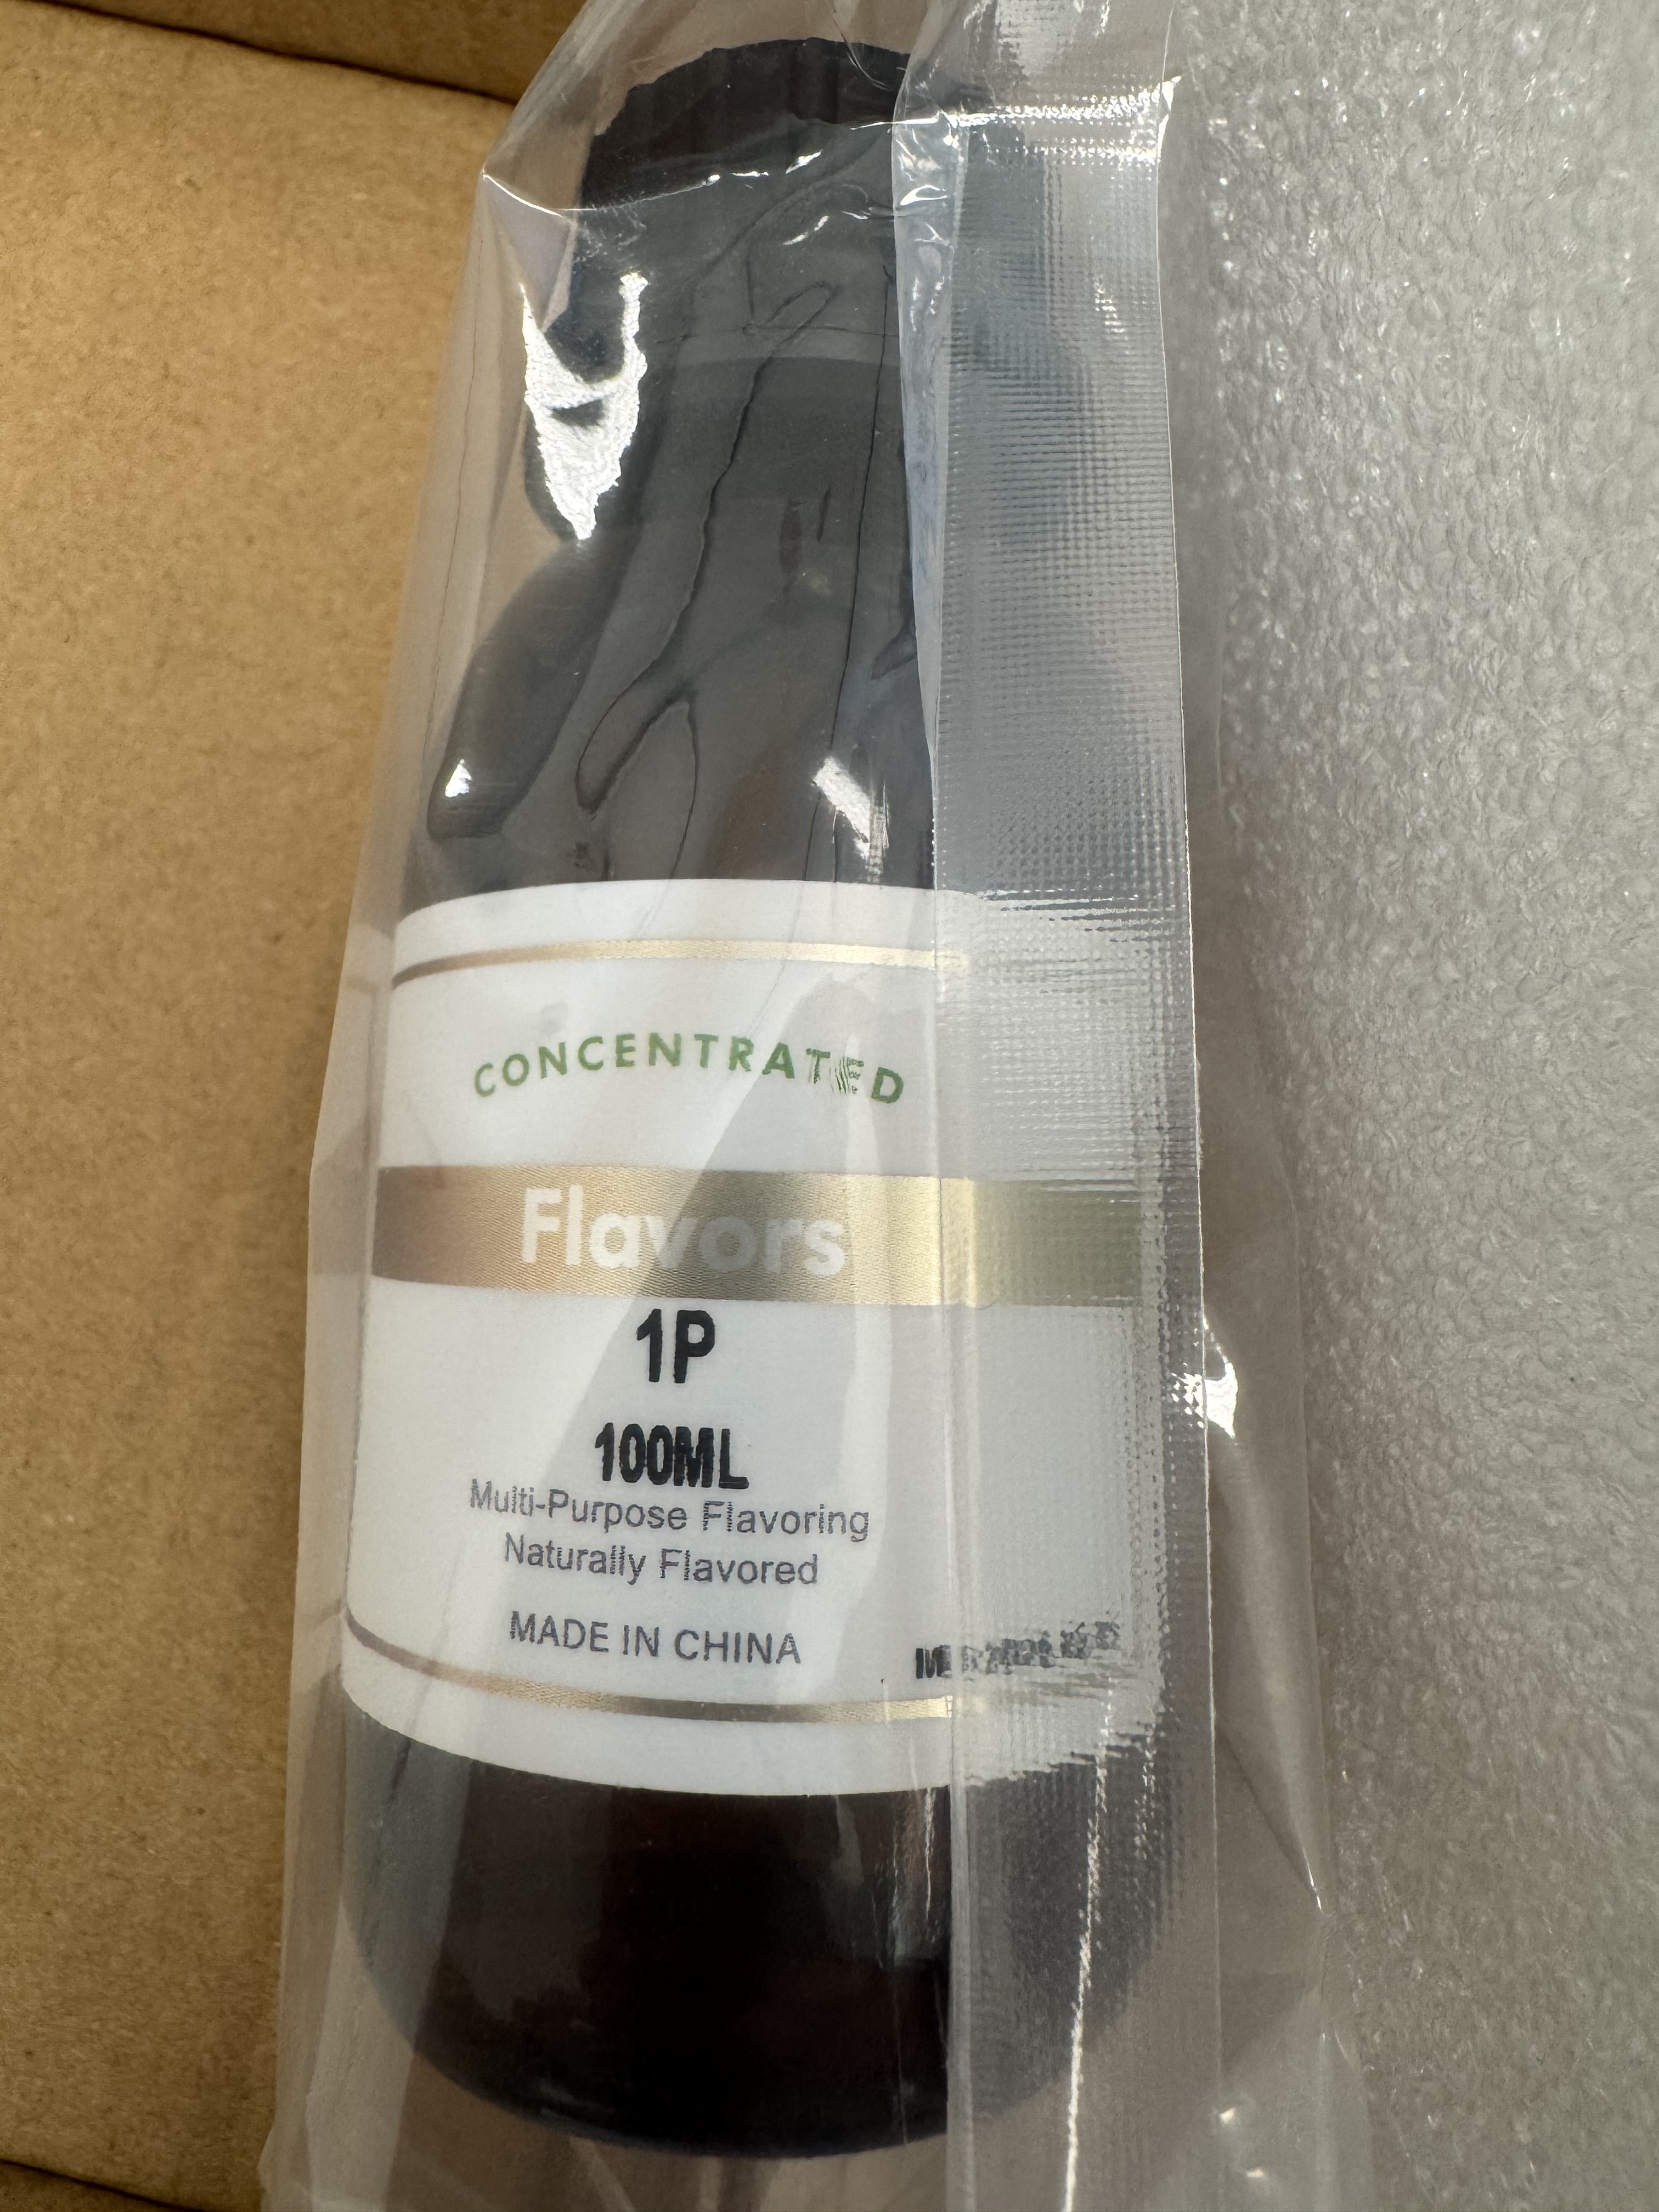 CONCENTRATED
Flavors
1P
100ML
Multi-Purpose Flavoring
Naturally Flavored
MADE IN CHINA